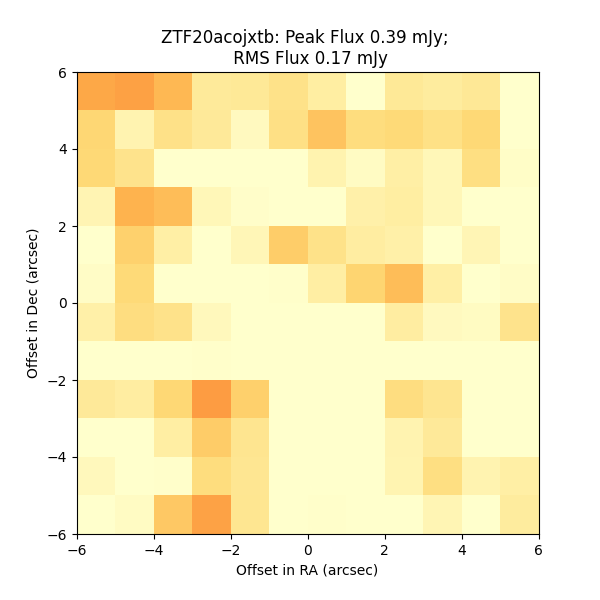 ZTF20acojxtb: Peak Flux 0.39 mJy;
RMS Flux 0.17 mJy
6
4
2
0
−2
−4
−6
Offset in Dec (arcsec)
−6 −4 −2 0 2 4 6
Offset in RA (arcsec)